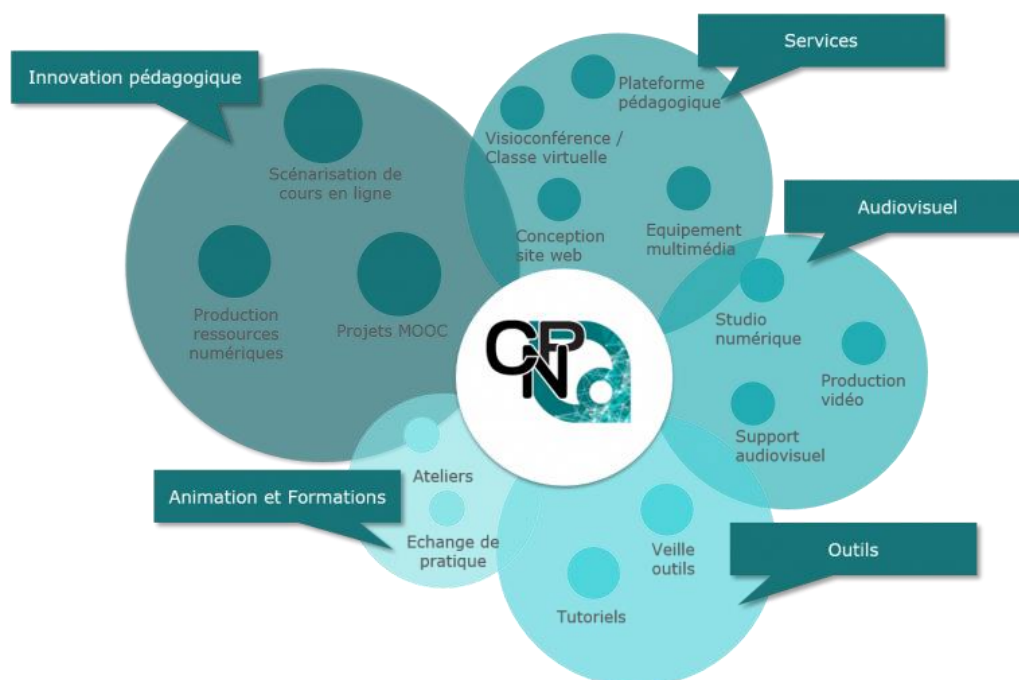 Innovation pédagogique
Scénarisation de
cours en ligne
Production
ressources
numériques
Projets MOOC
Services
Plateforme
pédagogique
Visioconférence /
Classe virtuelle
Conception
site web
Equipement
multimédia
Audiovisuel
Studio
numérique
Production
vidéo
Support
audiovisuel
CPN
Animation et Formations
Ateliers
Echange de
pratique
Outils
Veille
outils
Tutoriels